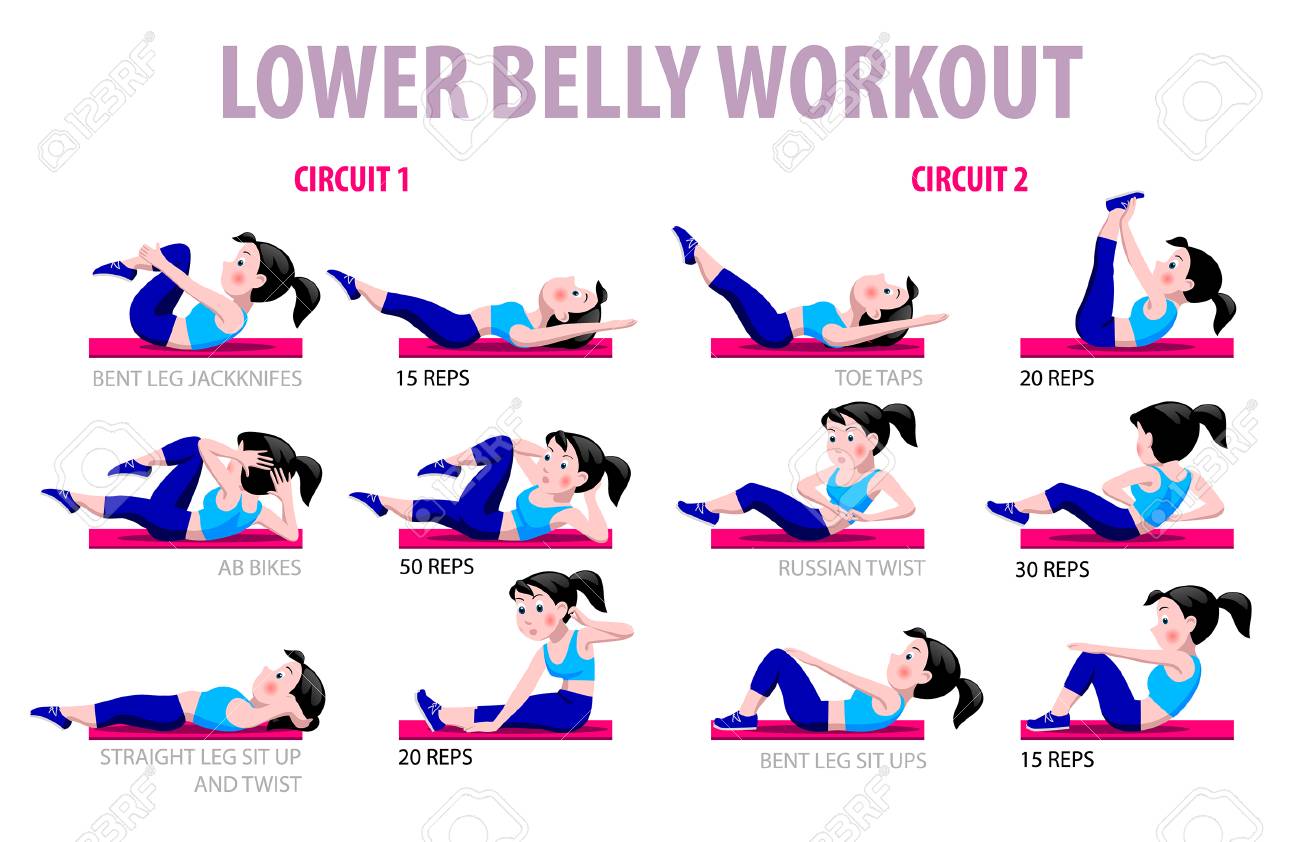 LOWER BELLY WORKOUT
CIRCUIT 1
BENT LEG JACKKNIFES
15 REPS
AB BIKES
50 REPS
STRAIGHT LEG SIT UP
AND TWIST
20 REPS
CIRCUIT 2
TOE TAPS
20 REPS
RUSSIAN TWIST
30 REPS
BENT LEG SIT UPS
15 REPS
123RF